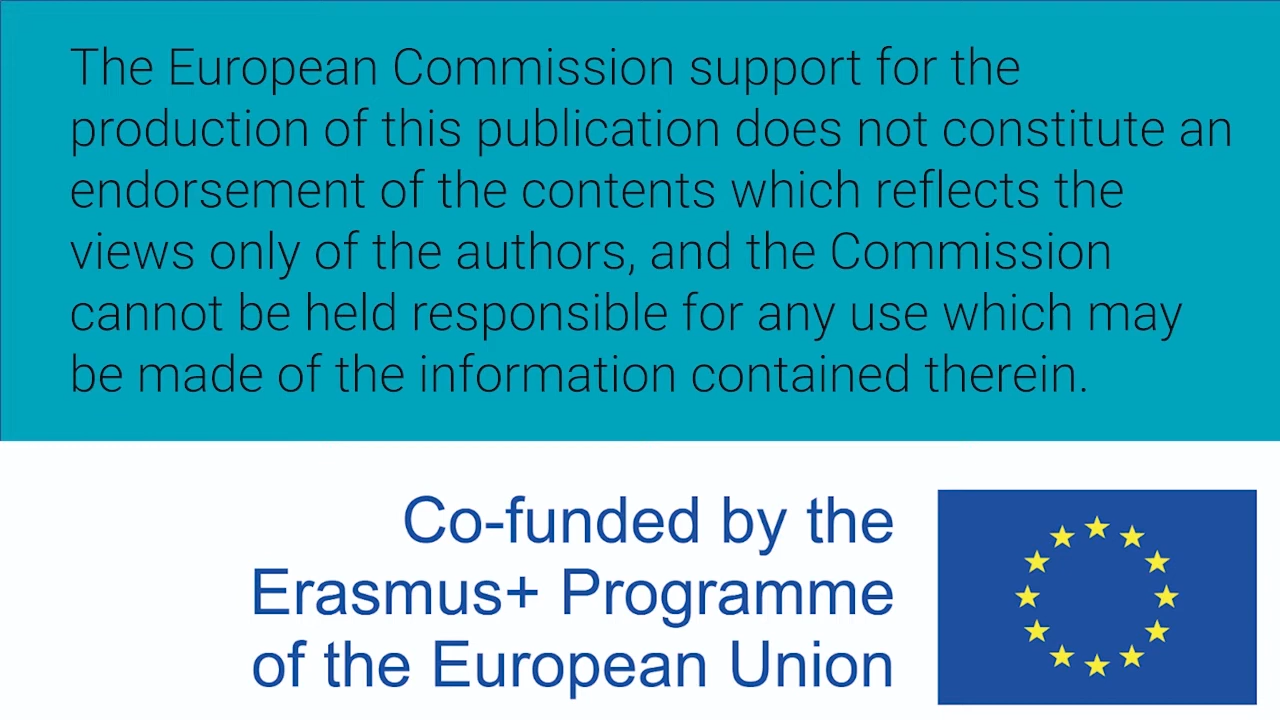 The European Commission support for the
production of this publication does not constitute an
endorsement of the contents which reflects the
views only of the authors, and the Commission
cannot be held responsible for any use which may
be made of the information contained therein.
Co-funded by the
Erasmus+ Programme
of the European Union